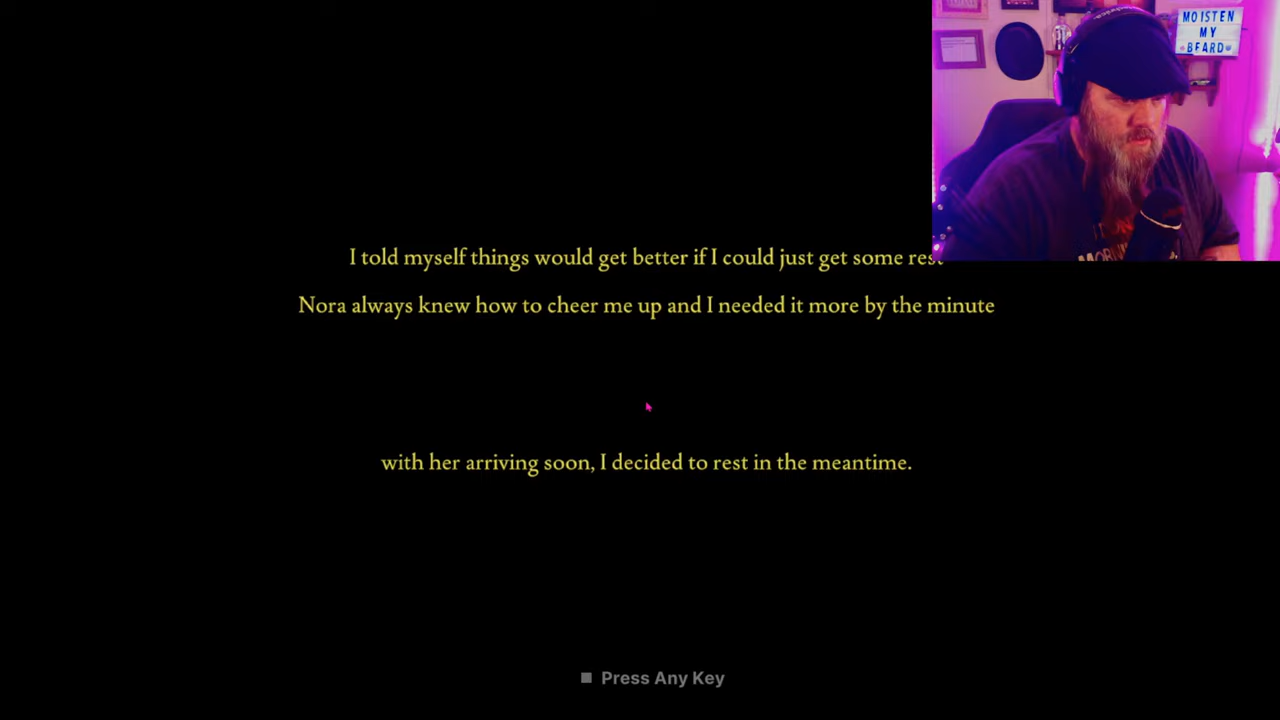 MOISTEN
MY
BEARD
I told myself things would get better if I could just get some rest
Nora always knew how to cheer me up and I needed it more by the minute
with her arriving soon, I decided to rest in the meantime.
Press Any Key